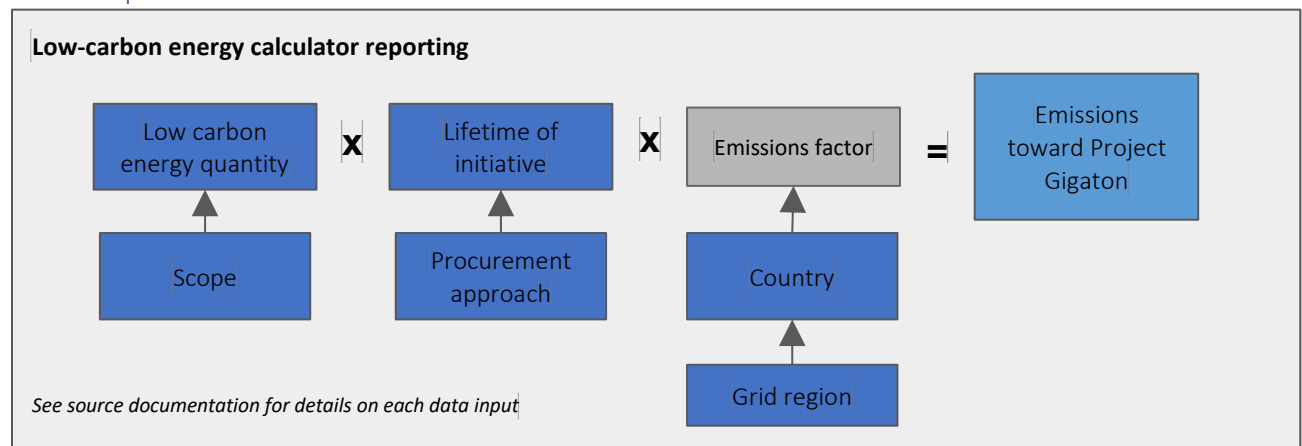 Low-carbon energy calculator reporting
Low carbon
energy quantity
x
Lifetime of
initiative
x
Emissions factor
=
Emissions
toward Project
Gigaton
Scope
Procurement
approach
Country
Grid region
See source documentation for details on each data input